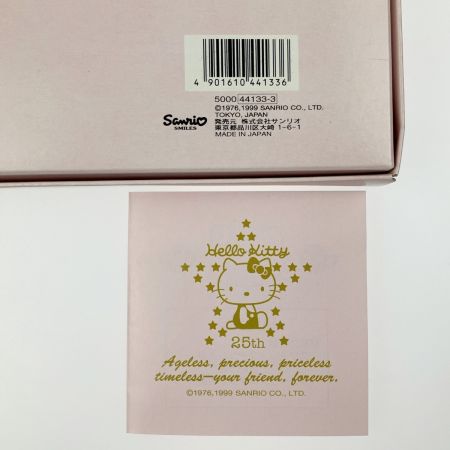 4 901610 441336
5000 44133-3
©1976,1999 SANRIO CO., LTD.
TOKYO, JAPAN
発売元 株式会社サンリオ
東京都品川区大崎 1-6-1
MADE IN JAPAN
Sanrio
SMILES
Hello Kitty
25th
Ageless, precious, priceless
timeless—your friend, forever.
©1976,1999 SANRIO CO., LTD.